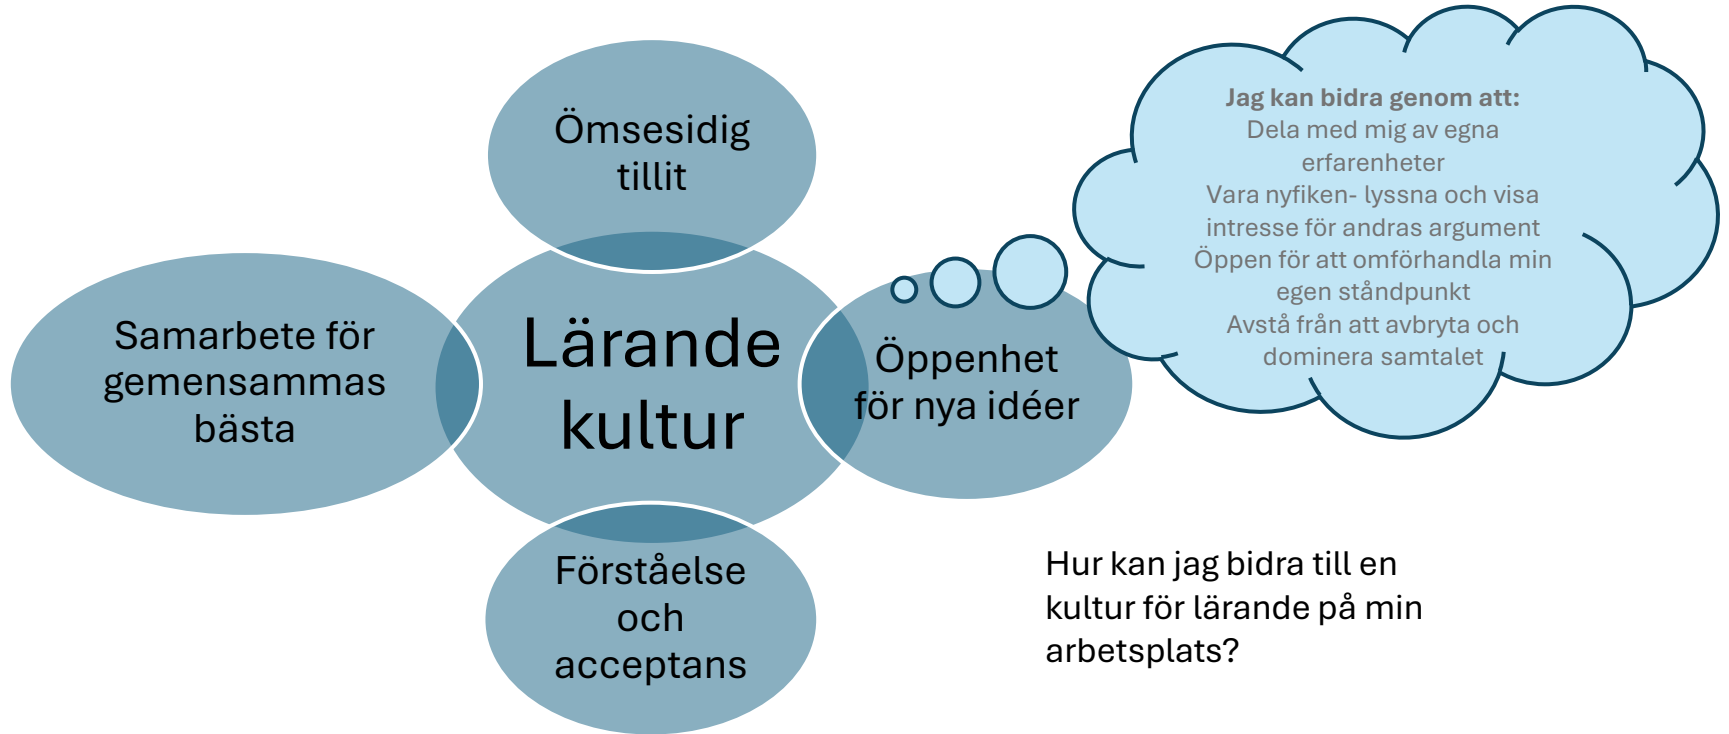 Ömsesidig
tillit
Samarbete för
gemensammas
bästa
Lärande
kultur
Öppenhet
för nya idéer
Förståelse
och
acceptans
Jag kan bidra genom att:
Dela med mig av egna
erfarenheter
Vara nyfiken- lyssna och visa
intresse för andras argument
Öppen för att omförhandla min
egen ståndpunkt
Avstå från att avbryta och
dominera samtalet
Hur kan jag bidra till en
kultur för lärande på min
arbetsplats?